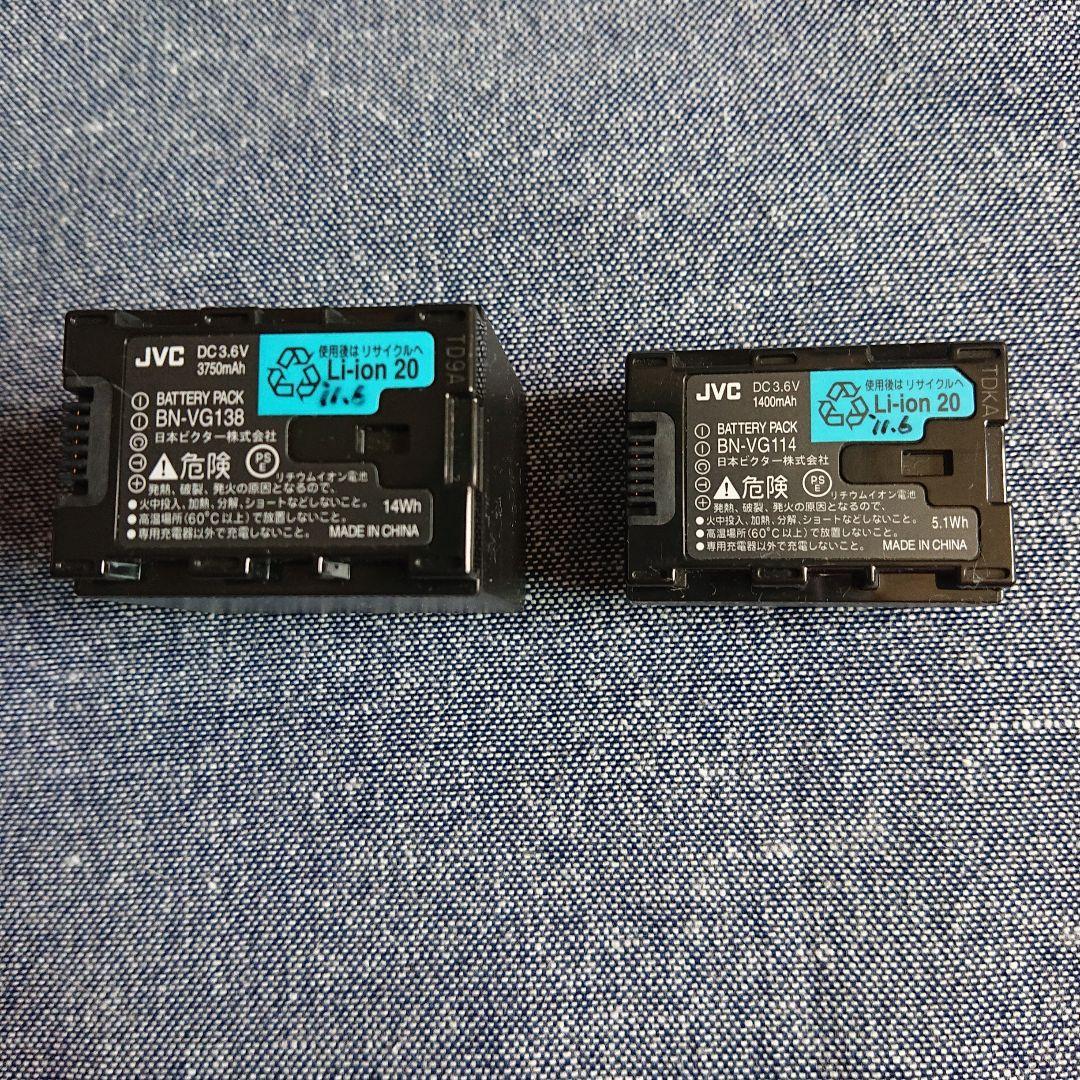 JVC DC 3.6V
3750mAh
使用後は リサイクルへ
Li-ion 20
'11.6
BATTERY PACK
BN-VG138
日本ビクター株式会社
危険
PS
E
リチウムイオン電池
発熱、破裂、発火の原因となるので、
●火中投入、加熱、分解、ショートなどしないこと。
●高温場所(60℃以上)で放置しないこと。
●専用充電器以外で充電しないこと。
14Wh
MADE IN CHINA
TD9A
JVC DC 3.6V
1400mAh
使用後は リサイクルへ
Li-ion 20
'11.6
BATTERY PACK
BN-VG114
日本ビクター株式会社
危険
PS
E
リチウムイオン電池
発熱、破裂、発火の原因となるので、
●火中投入、加熱、分解、ショートなどしないこと。
●高温場所(60℃以上)で放置しないこと。
●専用充電器以外で充電しないこと。
5.1Wh
MADE IN CHINA
TDKA